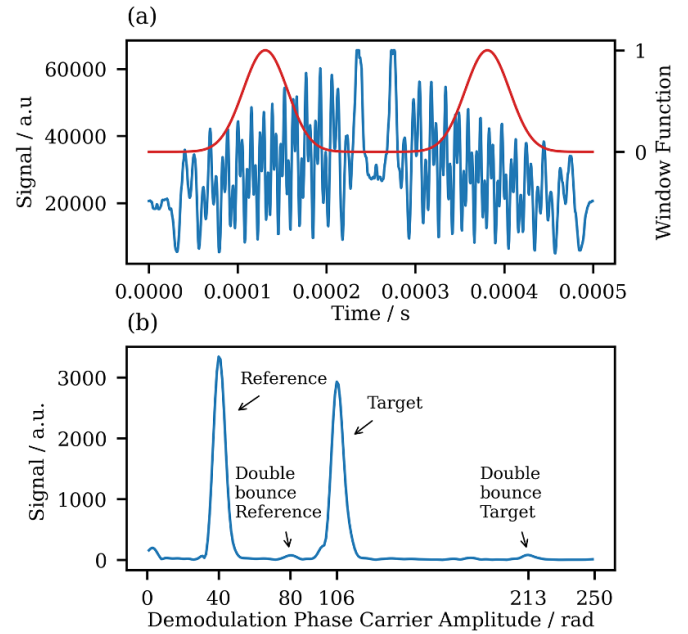 (a)
60000
40000
20000
Signal / a.u
1
0
Window Function
0.0000 0.0001 0.0002 0.0003 0.0004 0.0005
Time / s
(b)
3000
2000
1000
0
Signal / a.u.
Reference
Target
Double
bounce
Reference
Double
bounce
Target
0 40 80 106 213 250
Demodulation Phase Carrier Amplitude / rad